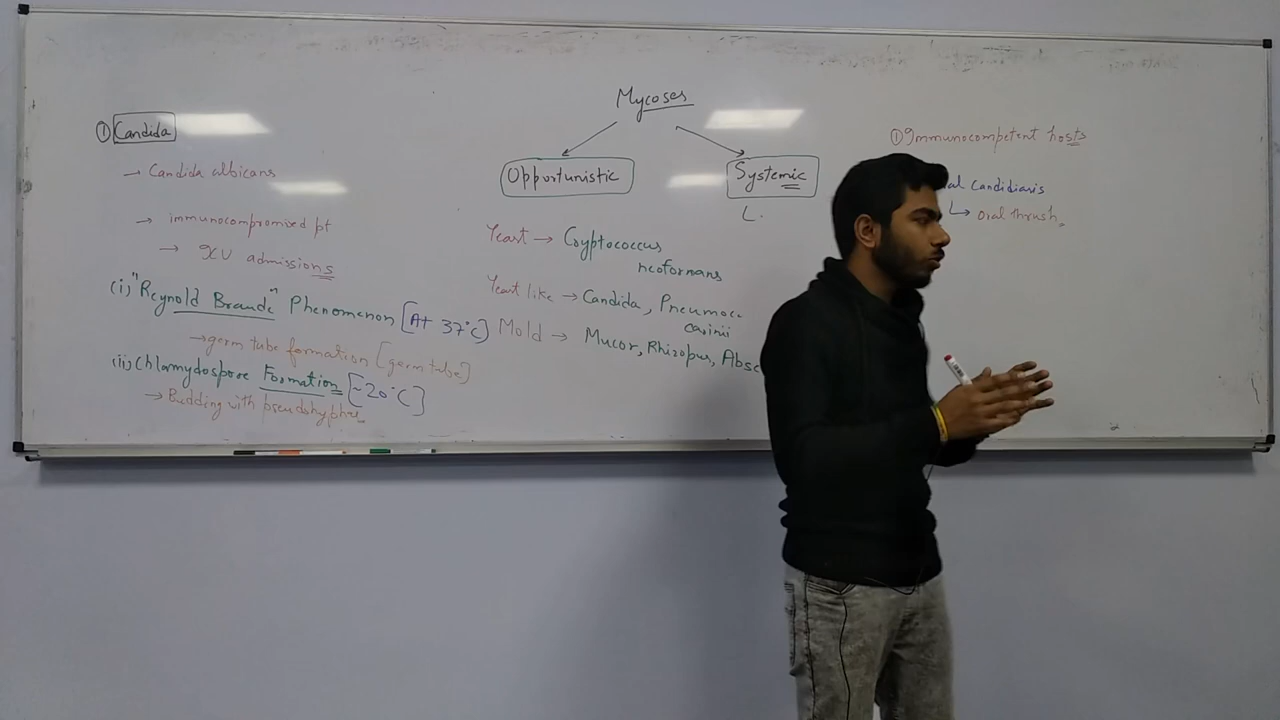 Mycoses
Opportunistic
Systemic
L.
Yeast → Cryptococcus
neoformans
Yeast like → Candida, Pneumoc.
carinii
Mold → Mucor, Rhizopus, Absc
① Candida
→ Candida albicans
→ immunocompromised pt
→ ICU admissions
(i) "Reynold Braude" Phenomenon [At 37°C]
→ germ tube formation [germ tube]
(ii) Chlamydospore Formation [~20°C]
→ Budding with pseudohyphae
① Immunocompetent hosts
al Candidiasis
↳ oral thrush,